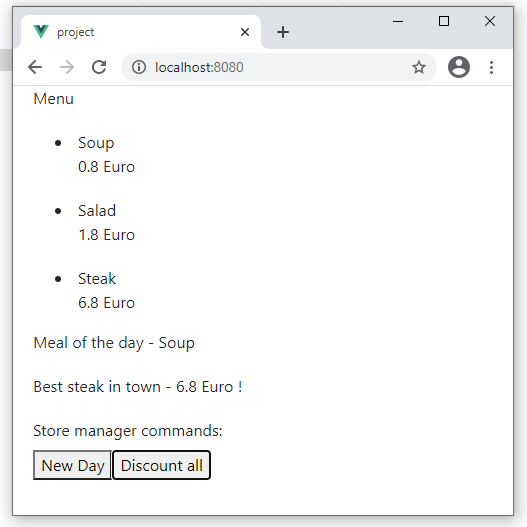 project
localhost:8080
Menu
Soup
0.8 Euro
Salad
1.8 Euro
Steak
6.8 Euro
Meal of the day - Soup
Best steak in town - 6.8 Euro !
Store manager commands:
New Day Discount all